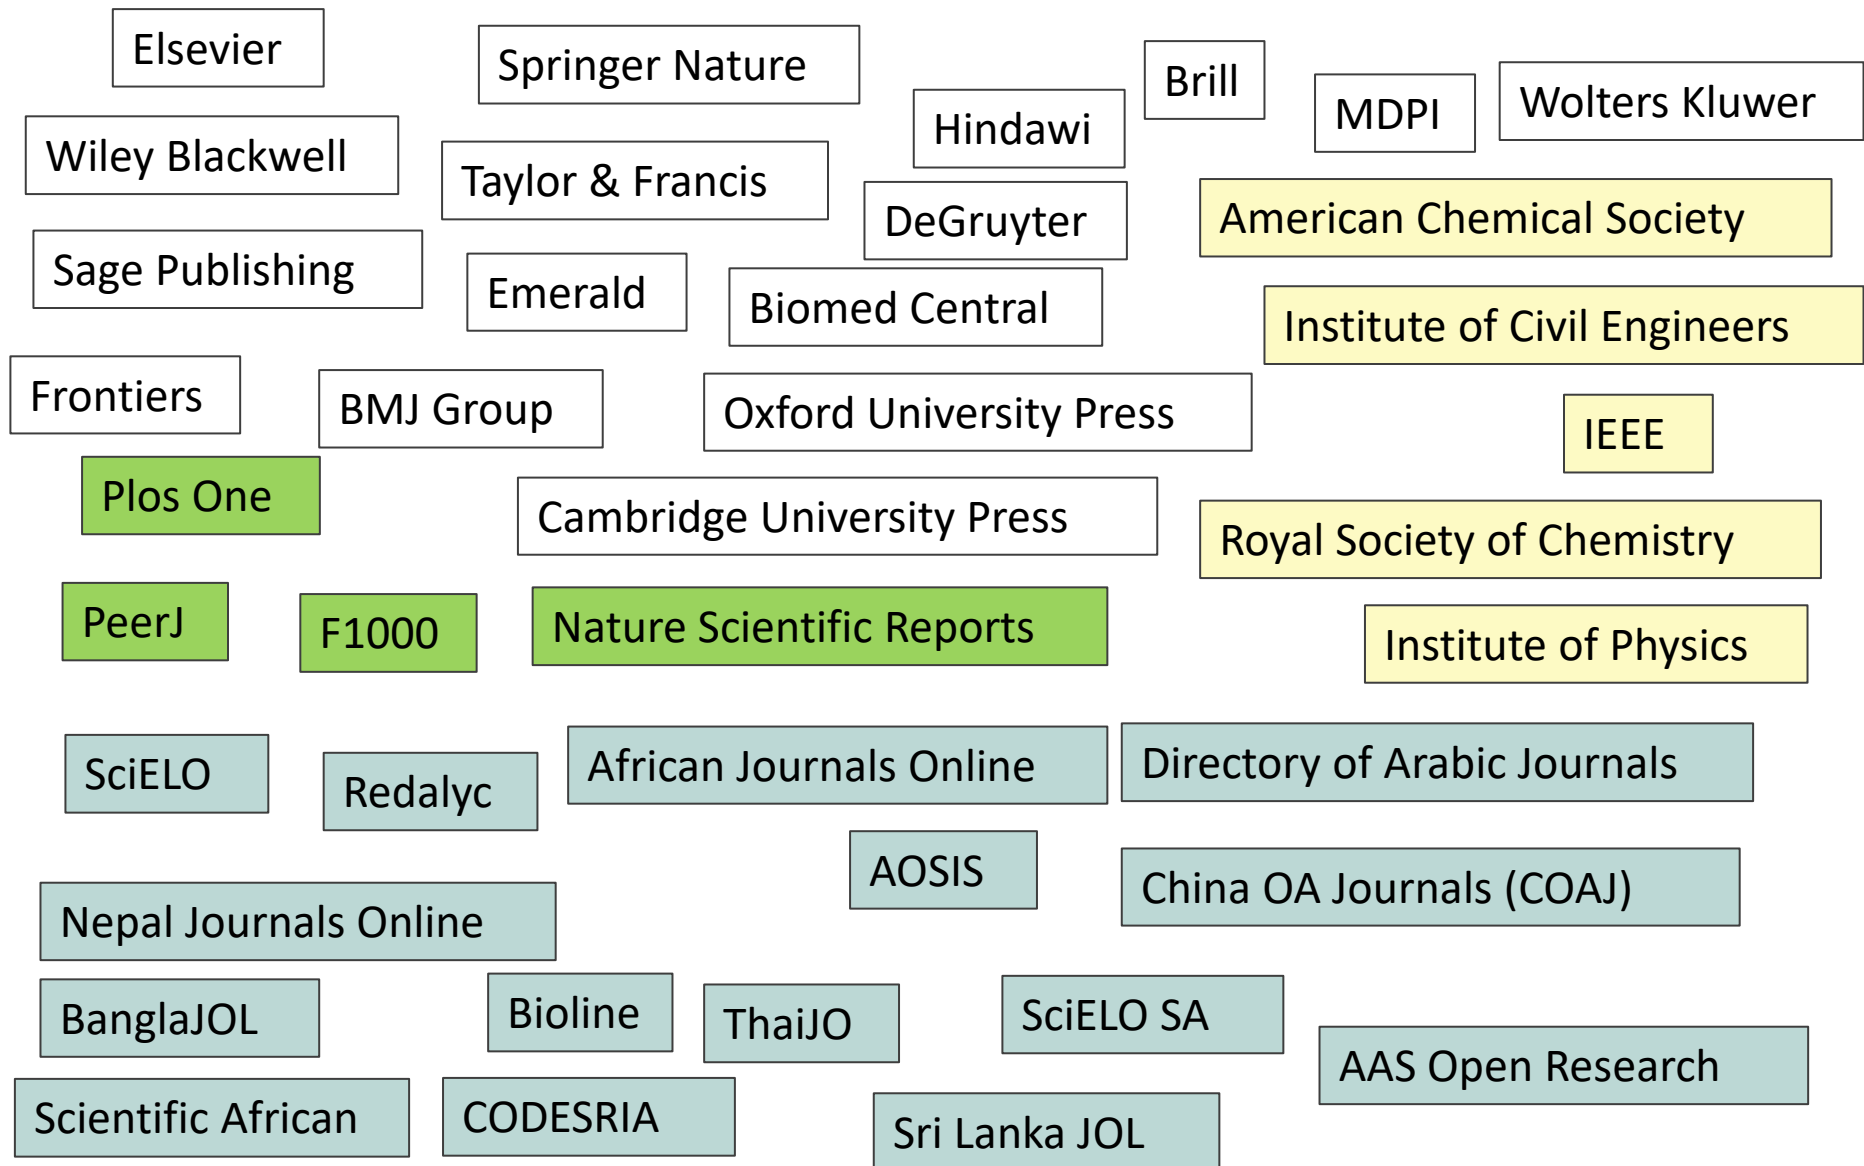 Elsevier
Springer Nature
Brill
MDPI
Wolters Kluwer
Hindawi
Wiley Blackwell
Taylor & Francis
DeGruyter
American Chemical Society
Sage Publishing
Emerald
Biomed Central
Institute of Civil Engineers
Frontiers
BMJ Group
Oxford University Press
IEEE
Plos One
Cambridge University Press
Royal Society of Chemistry
PeerJ
F1000
Nature Scientific Reports
Institute of Physics
SciELO
Redalyc
African Journals Online
Directory of Arabic Journals
AOSIS
China OA Journals (COAJ)
Nepal Journals Online
BanglaJOL
Bioline
ThaiJO
SciELO SA
AAS Open Research
Scientific African
CODESRIA
Sri Lanka JOL